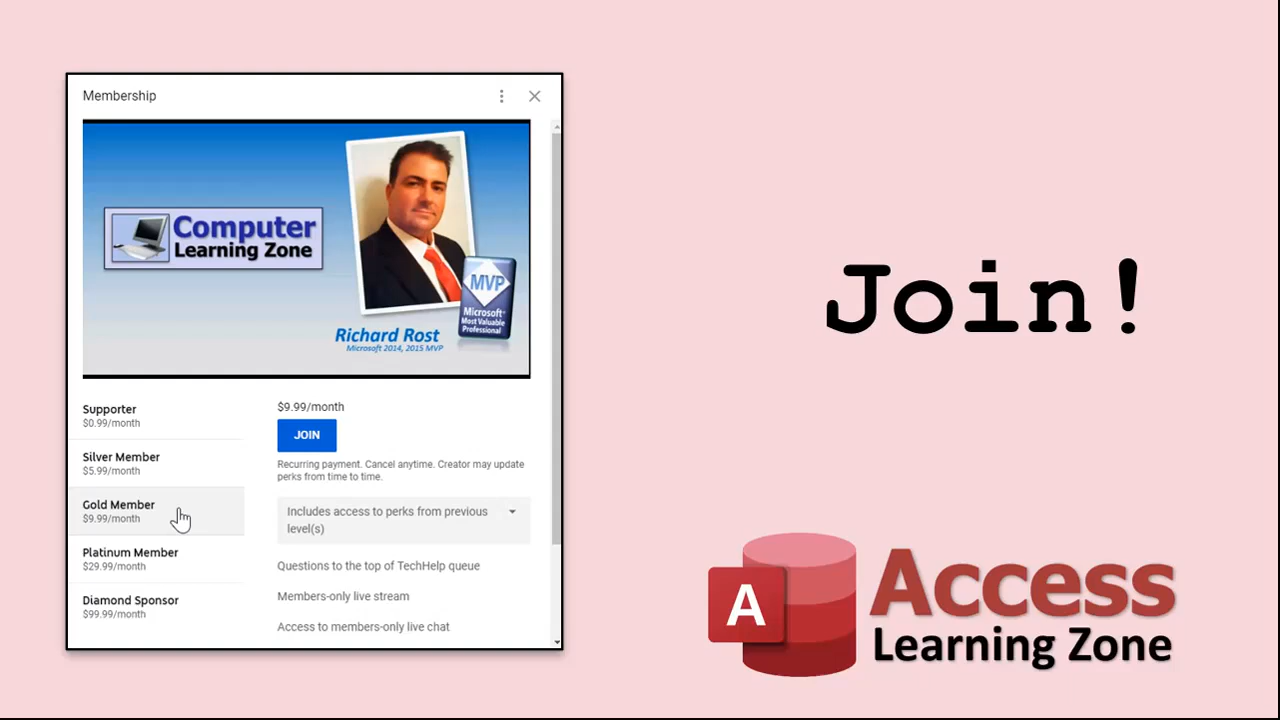 Membership
Computer
Learning Zone
MVP
Microsoft
Most Valuable
Professional
Richard Rost
Microsoft 2014, 2015 MVP
Supporter
$0.99/month
Silver Member
$5.99/month
Gold Member
$9.99/month
Platinum Member
$29.99/month
Diamond Sponsor
$99.99/month
$9.99/month
JOIN
Recurring payment. Cancel anytime. Creator may update
perks from time to time.
Includes access to perks from previous
level(s)
Questions to the top of TechHelp queue
Members-only live stream
Access to members-only live chat
Join!
A
Access
Learning Zone